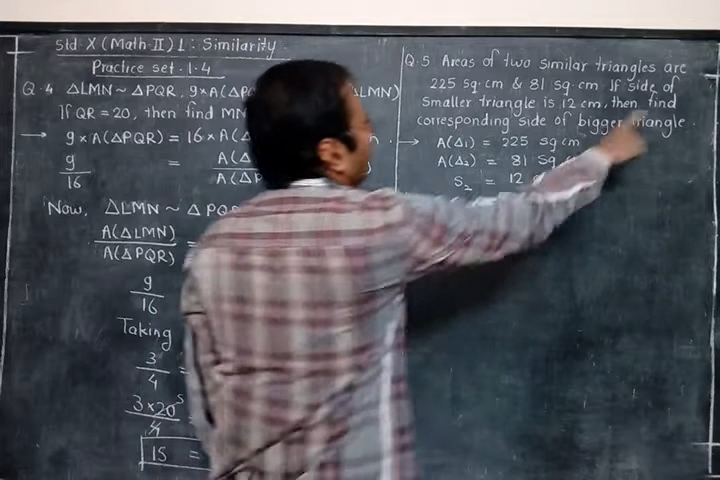 Std. X (Math-II) 1: Similarity.
Practice set. 1.4
Q.4 ΔLMN ~ ΔPQR, 9×A(ΔPQ LMN)
If QR = 20, then find MN
→ 9×A(ΔPQR) = 16×A(Δ
9/16 = A(Δ / A(ΔP
Now, ΔLMN ~ ΔPQ
A(ΔLMN)/A(ΔPQR) =
9/16
Taking
3/4 =
3×20⁵/4
15 =
Q.5 Areas of two similar triangles are
225 sq.cm & 81 sq.cm If side of
Smaller triangle is 12 cm, then find
corresponding side of bigger triangle.
→ A(Δ1) = 225 sq cm
A(Δ2) = 81 sq
S2 = 12